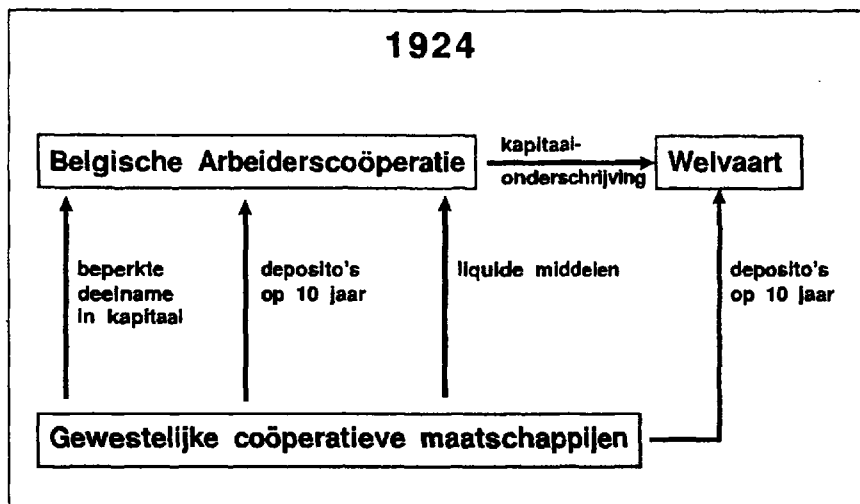 1924
Belgische Arbeiderscoöperatie
kapitaal-
onderschrijving
Welvaart
beperkte
deelname
in kapitaal
deposito's
op 10 jaar
liquide middelen
deposito's
op 10 jaar
Gewestelijke coöperatieve maatschappijen